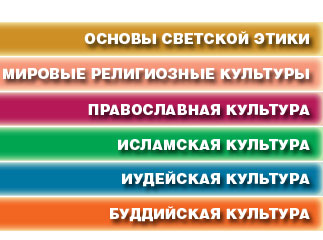 ОСНОВЫ СВЕТСКОЙ ЭТИКИ
МИРОВЫЕ РЕЛИГИОЗНЫЕ КУЛЬТУРЫ
ПРАВОСЛАВНАЯ КУЛЬТУРА
ИСЛАМСКАЯ КУЛЬТУРА
ИУДЕЙСКАЯ КУЛЬТУРА
БУДДИЙСКАЯ КУЛЬТУРА